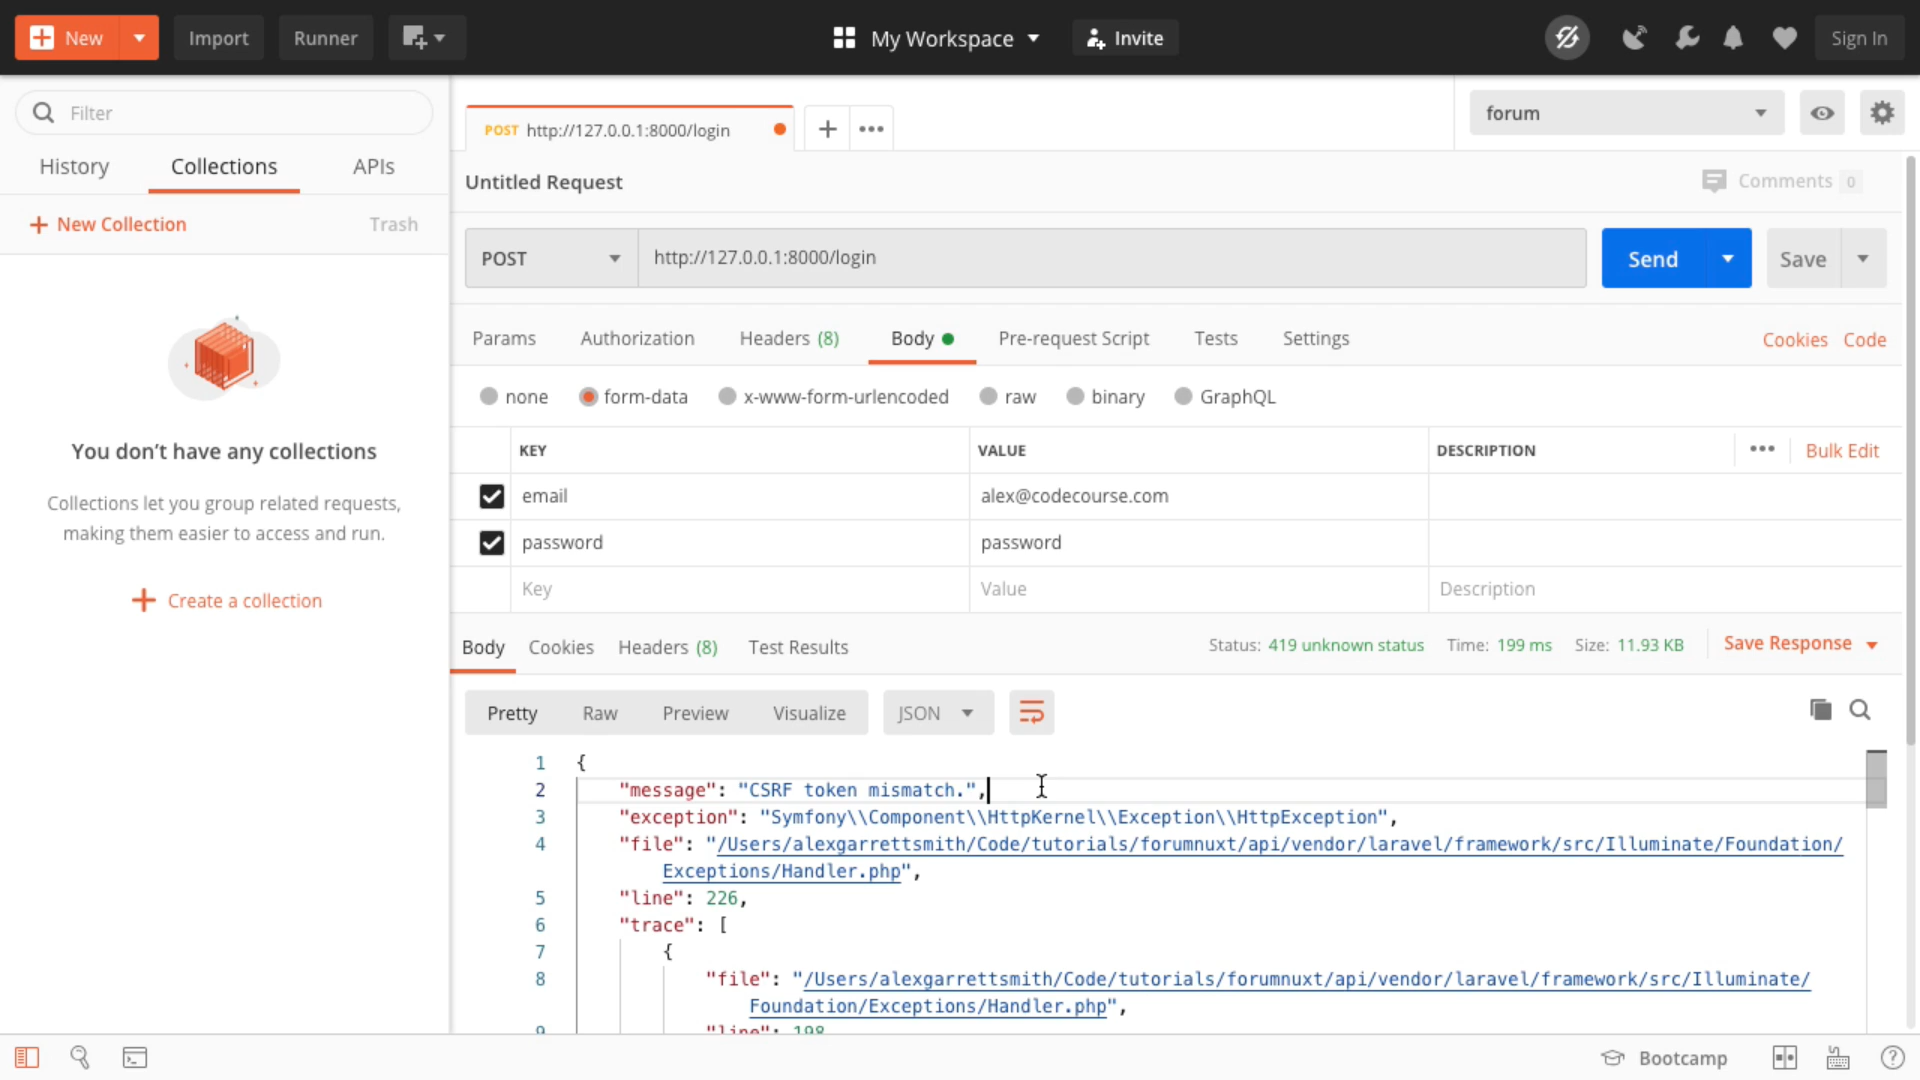 New
Import
Runner
My Workspace
Invite
Sign In
Filter
History
Collections
APIs
New Collection
Trash
You don't have any collections
Collections let you group related requests,
making them easier to access and run.
Create a collection
POST http://127.0.0.1:8000/login
forum
Untitled Request
Comments 0
POST
http://127.0.0.1:8000/login
Send
Save
Params
Authorization
Headers (8)
Body
Pre-request Script
Tests
Settings
Cookies
Code
none
form-data
x-www-form-urlencoded
raw
binary
GraphQL
KEY
VALUE
DESCRIPTION
Bulk Edit
email
alex@codecourse.com
password
password
Key
Value
Description
Body
Cookies
Headers (8)
Test Results
Status: 419 unknown status
Time: 199 ms
Size: 11.93 KB
Save Response
Pretty
Raw
Preview
Visualize
JSON
1 {
2 "message": "CSRF token mismatch.",
3 "exception": "Symfony\\Component\\HttpKernel\\Exception\\HttpException",
4 "file": "/Users/alexgarrettsmith/Code/tutorials/forumnuxt/api/vendor/laravel/framework/src/Illuminate/Foundation/
Exceptions/Handler.php",
5 "line": 226,
6 "trace": [
7 {
8 "file": "/Users/alexgarrettsmith/Code/tutorials/forumnuxt/api/vendor/laravel/framework/src/Illuminate/
Foundation/Exceptions/Handler.php",
9 "line": 198
Bootcamp